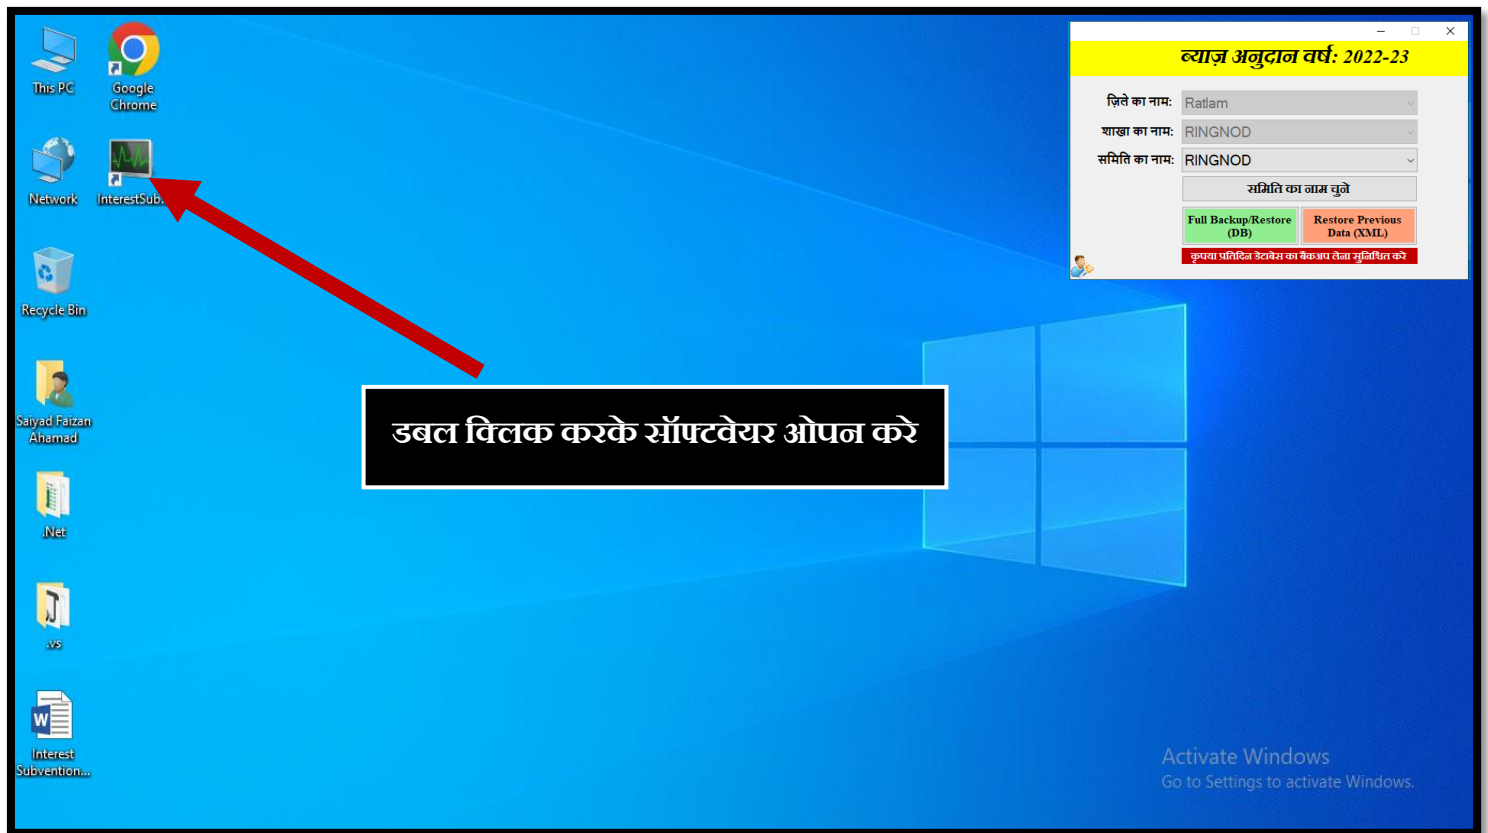 This PC
Google
Chrome
Network
InterestSub...
Recycle Bin
Saiyad Faizan
Ahamad
.Net
.vs
Interest
Subvention...
डबल क्लिक करके सॉफ्टवेयर ओपन करे
ब्याज़ अनुदान वर्ष: 2022-23
ज़िले का नाम: Ratlam
शाखा का नाम: RINGNOD
समिति का नाम: RINGNOD
समिति का नाम चुने
Full Backup/Restore
(DB)
Restore Previous
Data (XML)
कृपया प्रतिदिन डेटाबेस का बैकअप लेना सुनिश्चित करे
Activate Windows
Go to Settings to activate Windows.